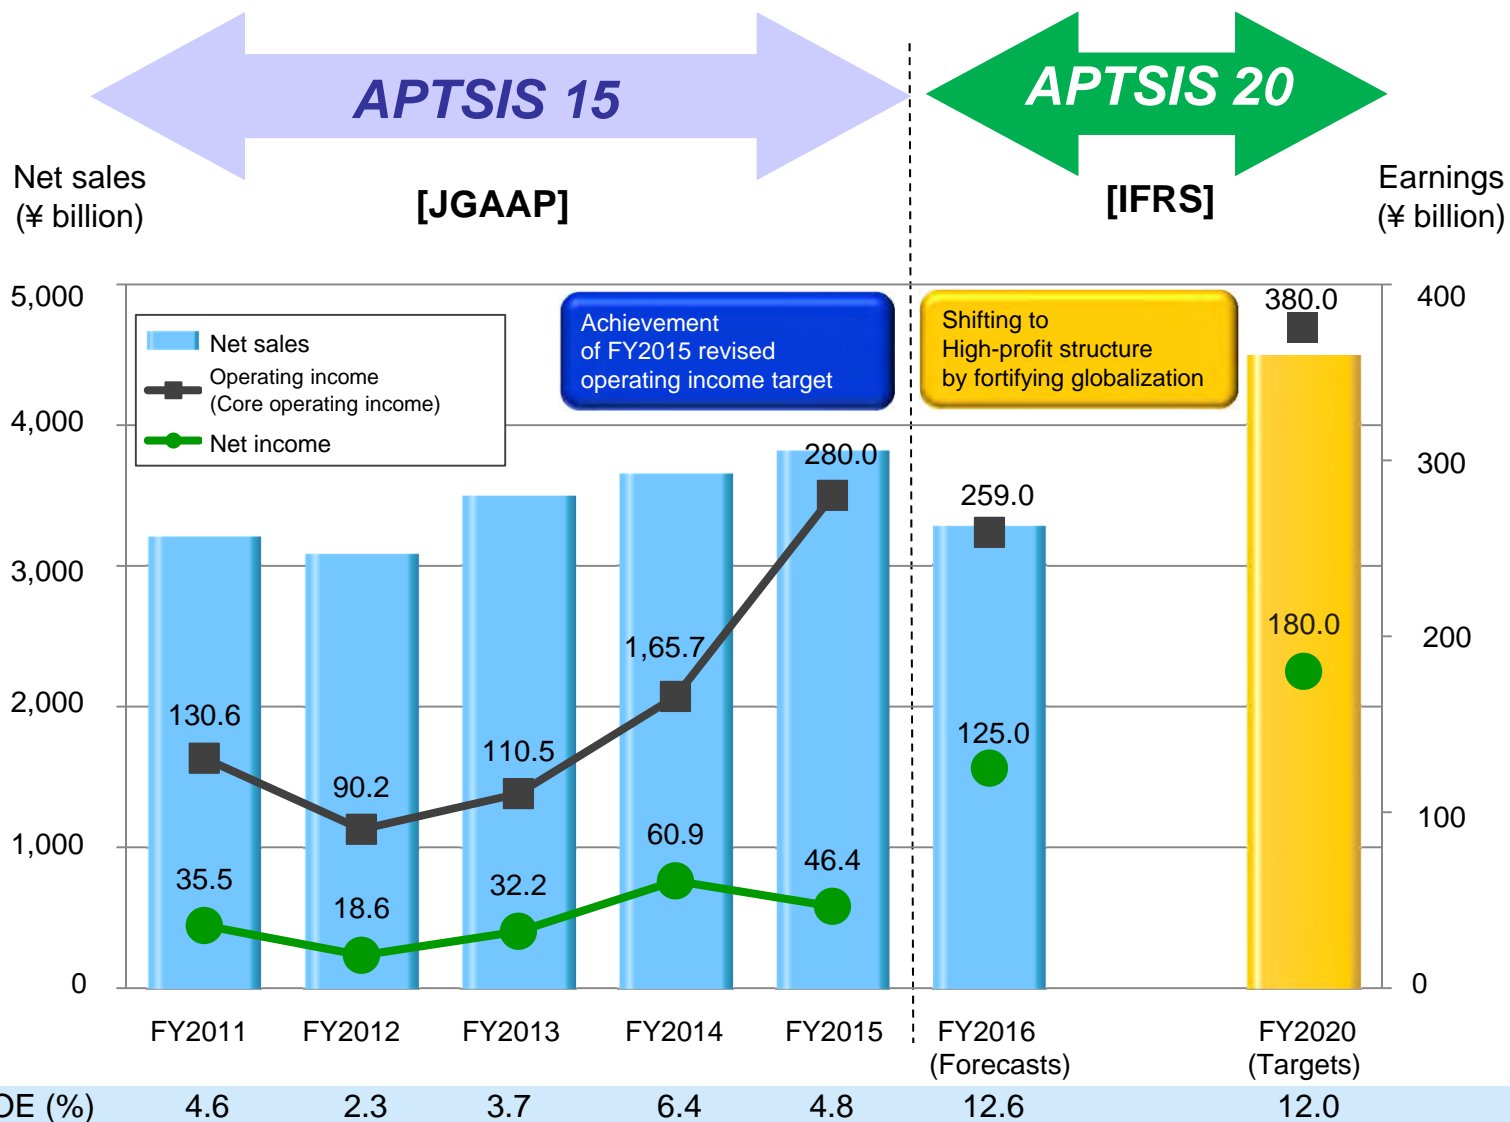 APTSIS 15
APTSIS 20
Net sales
(¥ billion)
[JGAAP]
[IFRS]
Earnings
(¥ billion)
5,000
4,000
3,000
2,000
1,000
0
Net sales
Operating income
(Core operating income)
Net income
Achievement
of FY2015 revised
operating income target
Shifting to
High-profit structure
by fortifying globalization
400
300
200
100
0
130.6
90.2
110.5
1,65.7
280.0
259.0
380.0
35.5
18.6
32.2
60.9
46.4
125.0
180.0
FY2011
FY2012
FY2013
FY2014
FY2015
FY2016
(Forecasts)
FY2020
(Targets)
OE (%) 4.6 2.3 3.7 6.4 4.8 12.6 12.0